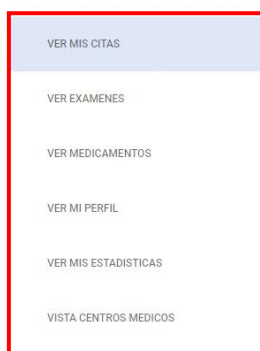 VER MIS CITAS
VER EXAMENES
VER MEDICAMENTOS
VER MI PERFIL
VER MIS ESTADISTICAS
VISTA CENTROS MEDICOS